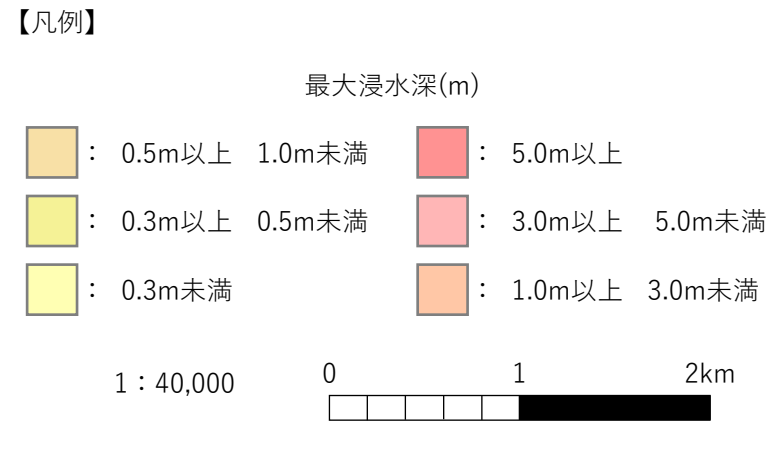 【凡例】
最大浸水深(m)
： 0.5m以上 1.0m未満
： 0.3m以上 0.5m未満
： 0.3m未満
： 5.0m以上
： 3.0m以上 5.0m未満
： 1.0m以上 3.0m未満
1：40,000
0 1 2km